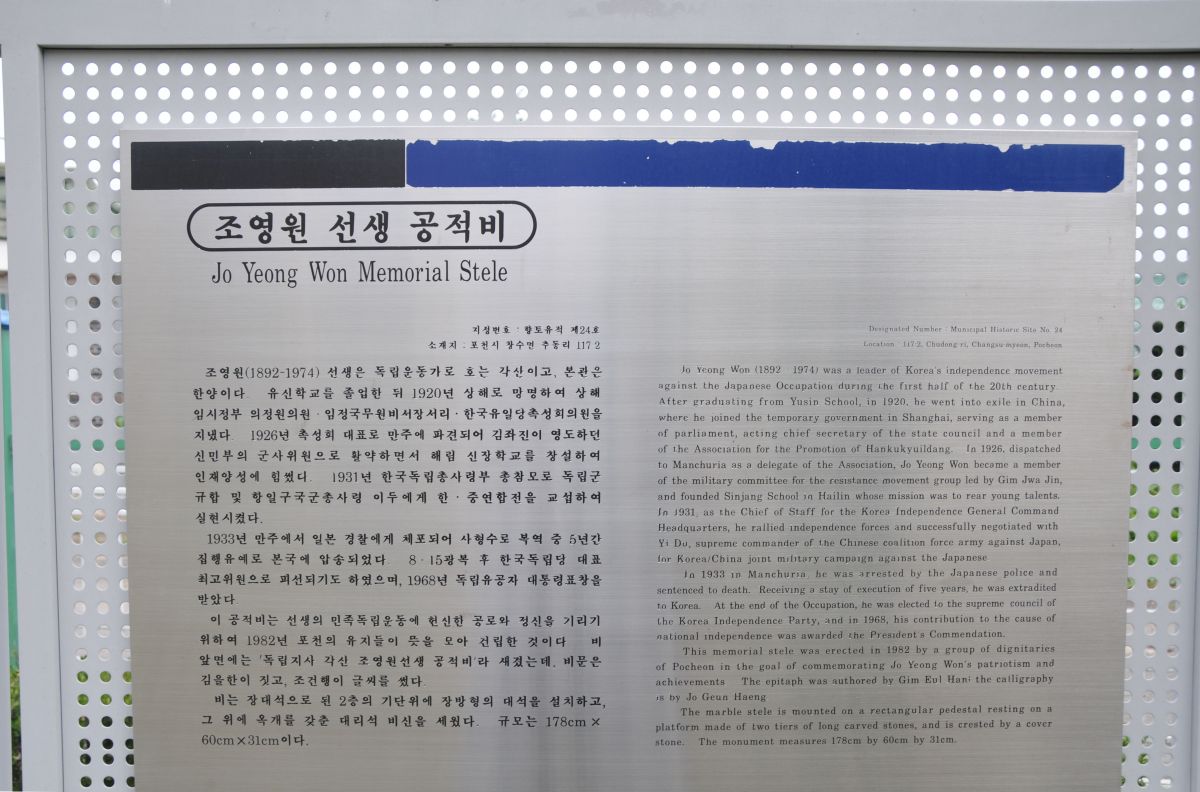 조영원 선생 공적비
Jo Yeong Won Memorial Stele
지정번호 : 향토유적 제24호
소재지 : 포천시 창수면 추동리 117-2
조영원(1892-1974) 선생은 독립운동가로 호는 각산이고, 본관은
한양이다. 유신학교를 졸업한 뒤 1920년 상해로 망명하여 상해
임시정부 의정원의원·임정국무원비서장서리·한국유일당촉성회의원을
지냈다. 1926년 촉성회 대표로 만주에 파견되어 김좌진이 영도하던
신민부의 군사위원으로 활약하면서 해림 신장학교를 창설하여
인재양성에 힘썼다. 1931년 한국독립총사령부 총참모로 독립군
규합 및 항일구국군총사령 이두에게 한·중연합전을 교섭하여
실현시켰다.
1933년 만주에서 일본 경찰에게 체포되어 사형수로 복역 중 5년간
집행유예로 본국에 압송되었다. 8·15광복 후 한국독립당 대표
최고위원으로 피선되기도 하였으며, 1968년 독립유공자 대통령표창을
받았다.
이 공적비는 선생의 민족독립운동에 헌신한 공로와 정신을 기리기
위하여 1982년 포천의 유지들이 뜻을 모아 건립한 것이다. 비
앞면에는 '독립지사 각산 조영원선생 공적비'라 새겼는데, 비문은
김을한이 짓고, 조건행이 글씨를 썼다.
비는 장대석으로 된 2층의 기단위에 장방형의 대석을 설치하고,
그 위에 옥개를 갖춘 대리석 비신을 세웠다. 규모는 178cm×
60cm×31cm이다.
Designated Number : Municipal Historic Site No. 24
Location : 117-2, Chudong-ri, Changsu-myeon, Pocheon
Jo Yeong Won (1892-1974) was a leader of Korea's independence movement
against the Japanese Occupation during the first half of the 20th century.
After graduating from Yusin School, in 1920, he went into exile in China,
where he joined the temporary government in Shanghai, serving as a member
of parliament, acting chief secretary of the state council and a member
of the Association for the Promotion of Hankukyuildang. In 1926, dispatched
to Manchuria as a delegate of the Association, Jo Yeong Won became a member
of the military committee for the resistance movement group led by Gim Jwa Jin,
and founded Sinjang School in Hailin whose mission was to rear young talents.
In 1931, as the Chief of Staff for the Korea Independence General Command
Headquarters, he rallied independence forces and successfully negotiated with
Yi Du, supreme commander of the Chinese coalition force army against Japan,
for Korea/China joint military campaign against the Japanese
In 1933 in Manchuria, he was arrested by the Japanese police and
sentenced to death. Receiving a stay of execution of five years, he was extradited
to Korea. At the end of the Occupation, he was elected to the supreme council of
the Korea Independence Party, and in 1968, his contribution to the cause of
national independence was awarded the President's Commendation.
This memorial stele was erected in 1982 by a group of dignitaries
of Pocheon in the goal of commemorating Jo Yeong Won's patriotism and
achievements The epitaph was authored by Gim Eul Han; the calligraphy
is by Jo Geun Haeng
The marble stele is mounted on a rectangular pedestal resting on a
platform made of two tiers of long carved stones, and is crested by a cover
stone. The monument measures 178cm by 60cm by 31cm.